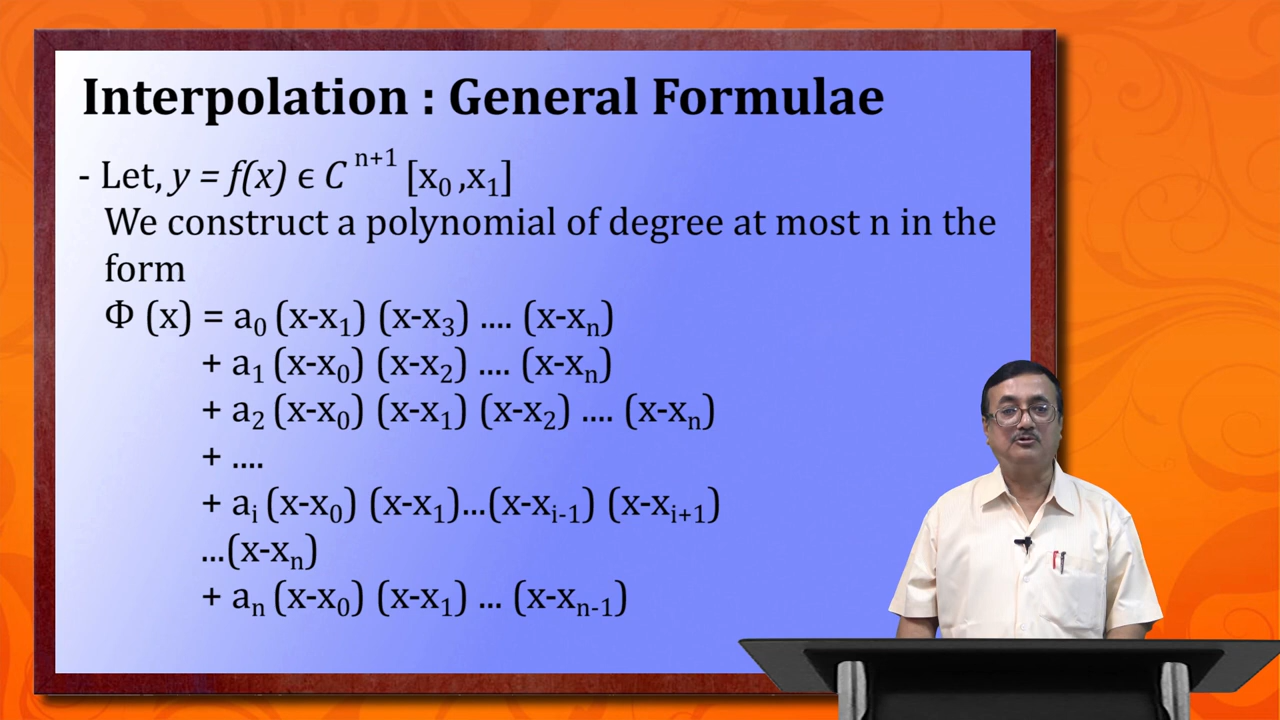 Interpolation : General Formulae
- Let, y = f(x) ϵ C ⁿ⁺¹ [x₀ ,x₁]
We construct a polynomial of degree at most n in the
form
Φ (x) = a₀ (x-x₁) (x-x₃) .... (x-xₙ)
+ a₁ (x-x₀) (x-x₂) .... (x-xₙ)
+ a₂ (x-x₀) (x-x₁) (x-x₂) .... (x-xₙ)
+ ....
+ aᵢ (x-x₀) (x-x₁)...(x-xᵢ₋₁) (x-xᵢ₊₁)
...(x-xₙ)
+ aₙ (x-x₀) (x-x₁) ... (x-xₙ₋₁)